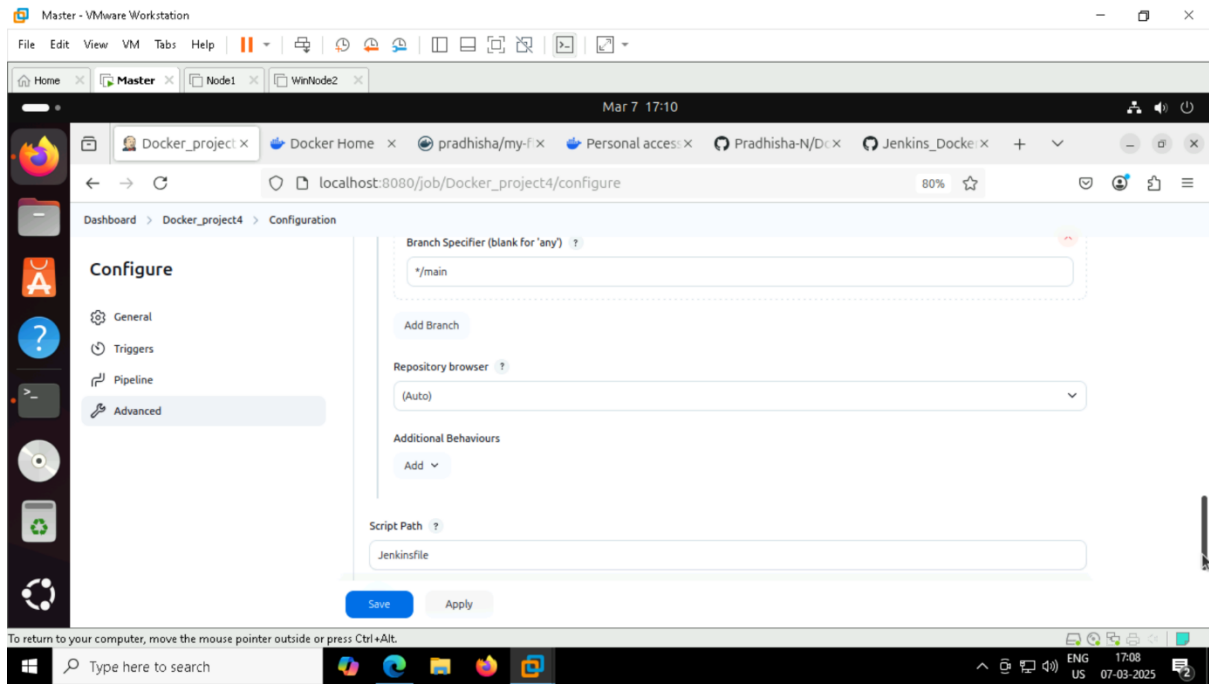 Master - VMware Workstation
File Edit View VM Tabs Help
Home Master Node1 WinNode2
Mar 7 17:10
Docker_project Docker Home pradhisha/my-f Personal access Pradhisha-N/Do Jenkins_Docker
localhost:8080/job/Docker_project4/configure 80%
Dashboard > Docker_project4 > Configuration
Configure
General
Triggers
Pipeline
Advanced
Branch Specifier (blank for 'any') ?
*/main
Add Branch
Repository browser ?
(Auto)
Additional Behaviours
Add
Script Path ?
Jenkinsfile
Save Apply
To return to your computer, move the mouse pointer outside or press Ctrl+Alt.
Type here to search
ENG
US
17:08
07-03-2025
2